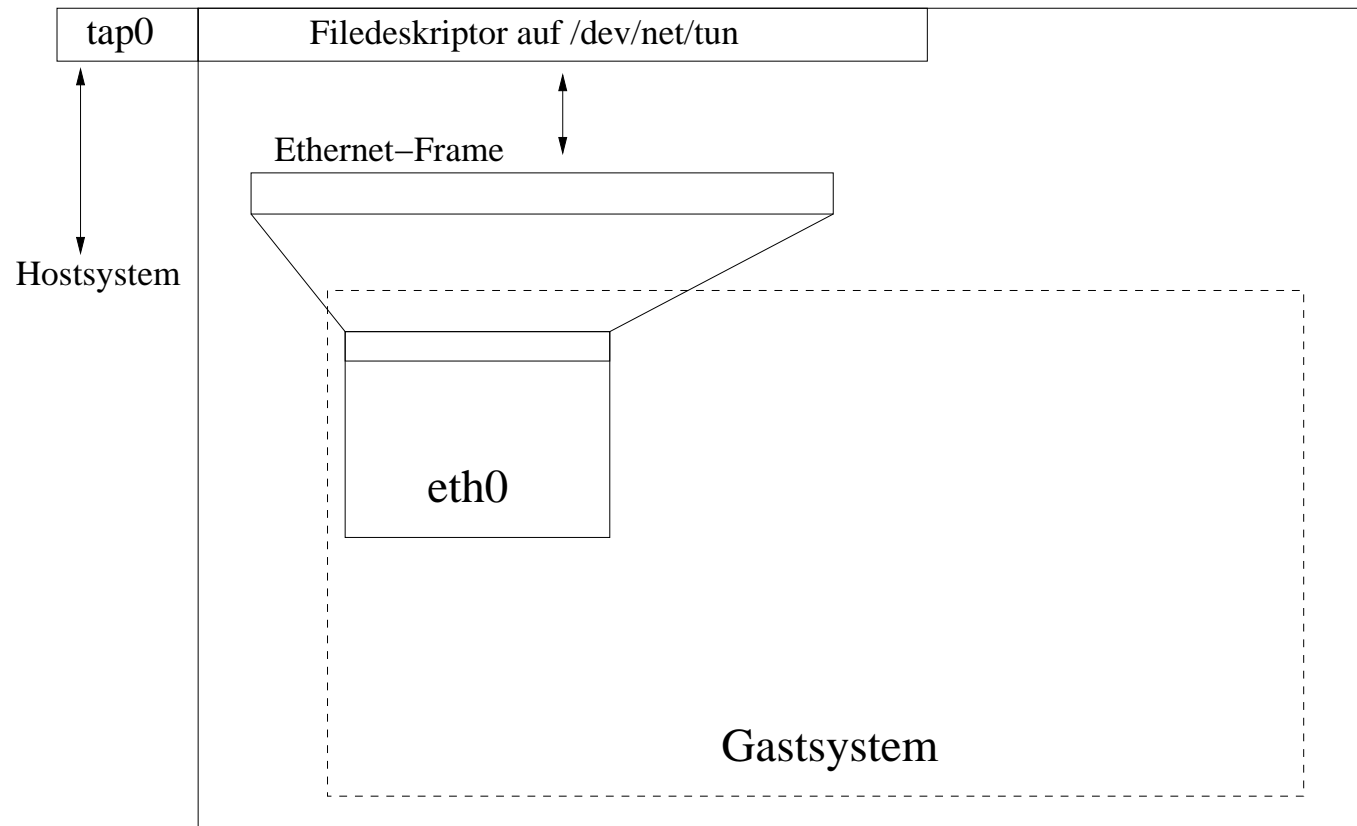 tap0
Filedeskriptor auf /dev/net/tun
Ethernet−Frame
Hostsystem
eth0
Gastsystem